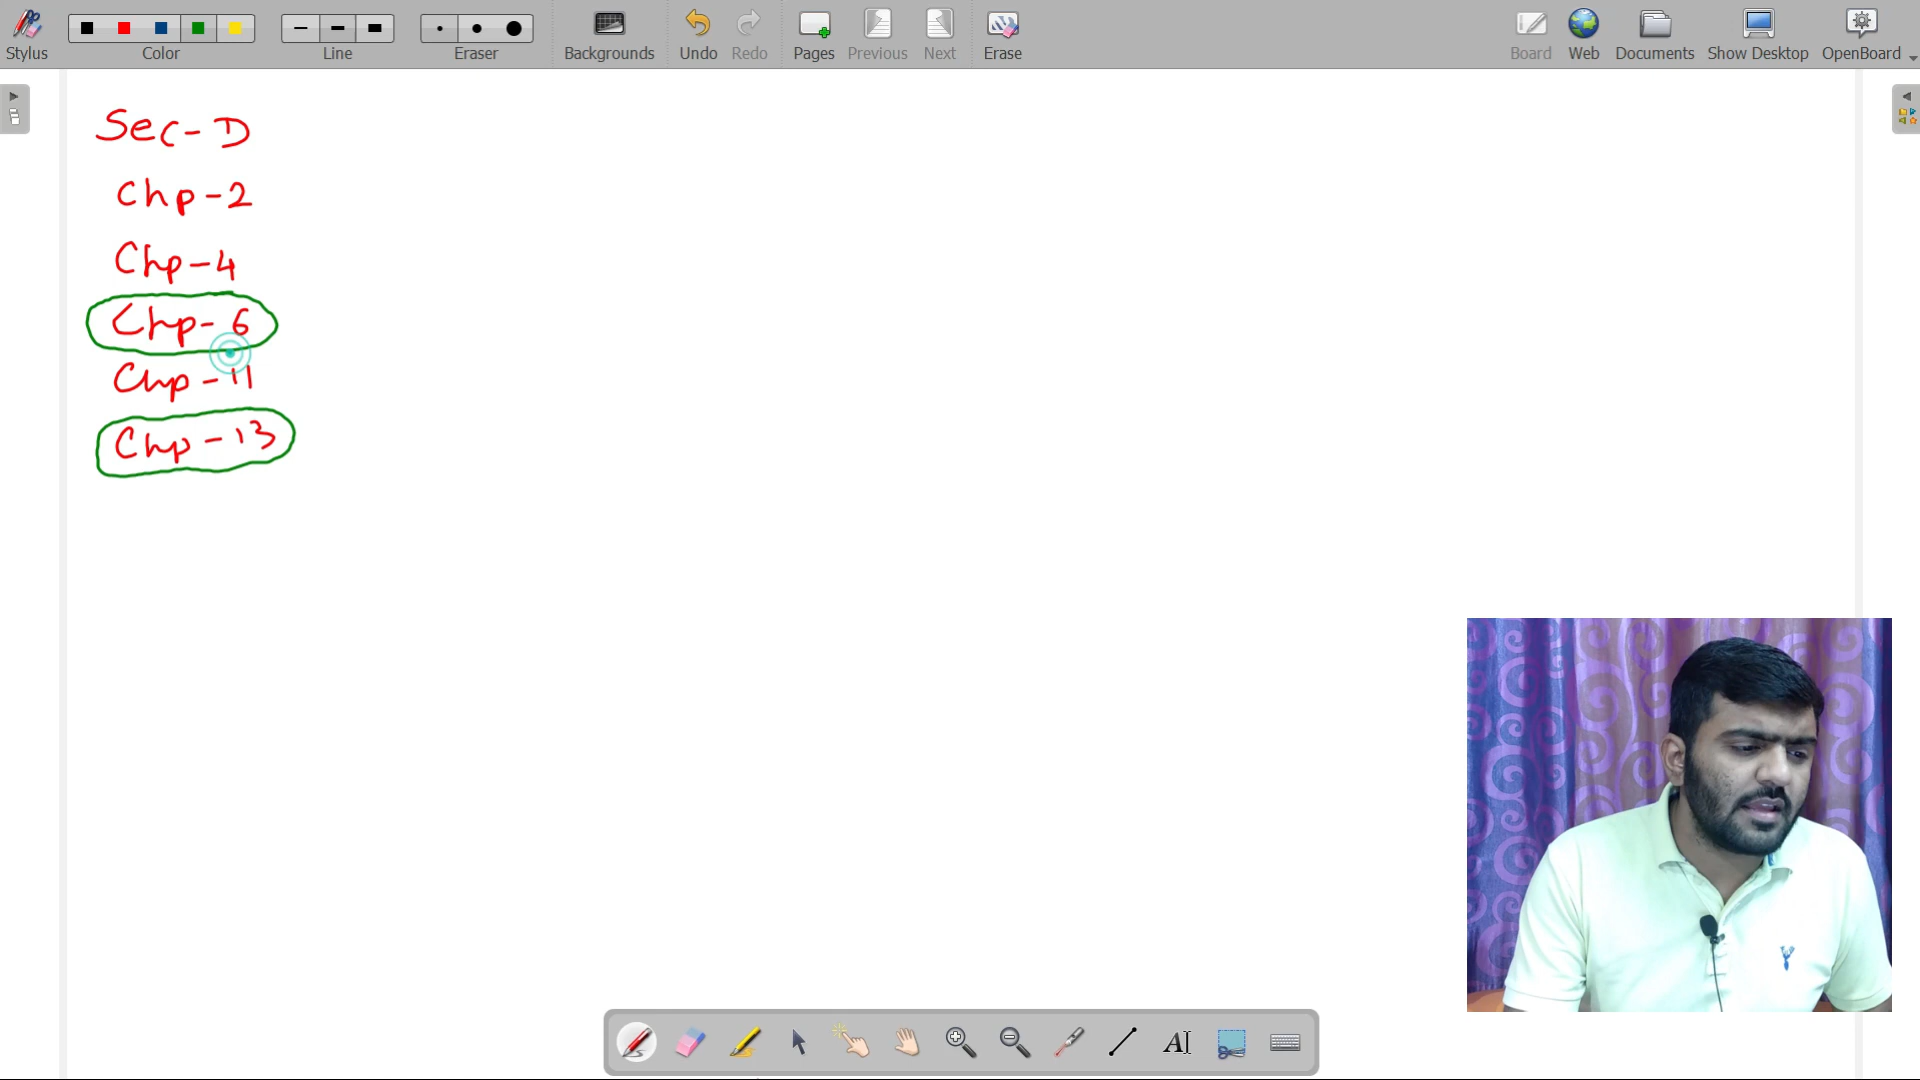 Stylus Color Line Eraser Backgrounds Undo Redo Pages Previous Next Erase Board Web Documents Show Desktop OpenBoard
Sec-D
Chp-2
Chp-4
Chp-6
Chp-11
Chp-13